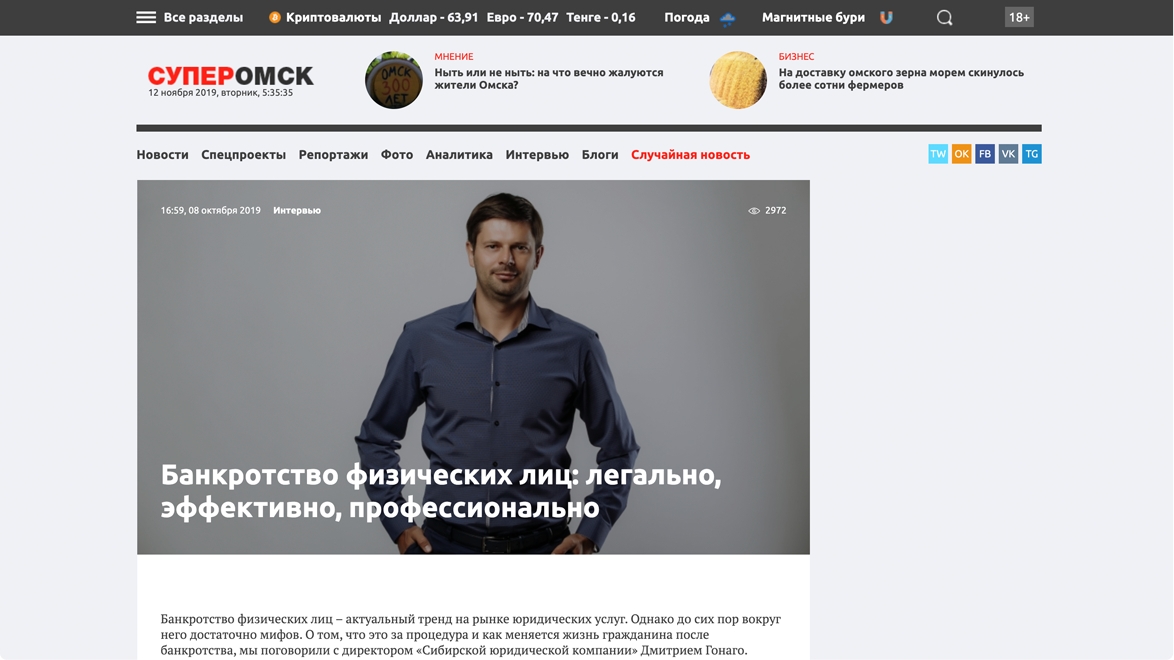 Все разделы Криптовалюты Доллар - 63,91 Евро - 70,47 Тенге - 0,16 Погода Магнитные бури 18+
СУПЕРОМСК
12 ноября 2019, вторник, 5:35:35
ОМСК
300
ЛЕТ
МНЕНИЕ
Ныть или не ныть: на что вечно жалуются
жители Омска?
БИЗНЕС
На доставку омского зерна морем скинулось
более сотни фермеров
Новости Спецпроекты Репортажи Фото Аналитика Интервью Блоги Случайная новость TW OK FB VK TG
16:59, 08 октября 2019 Интервью 2972
Банкротство физических лиц: легально,
эффективно, профессионально
Банкротство физических лиц – актуальный тренд на рынке юридических услуг. Однако до сих пор вокруг
него достаточно мифов. О том, что это за процедура и как меняется жизнь гражданина после
банкротства, мы поговорили с директором «Сибирской юридической компании» Дмитрием Гонаго.